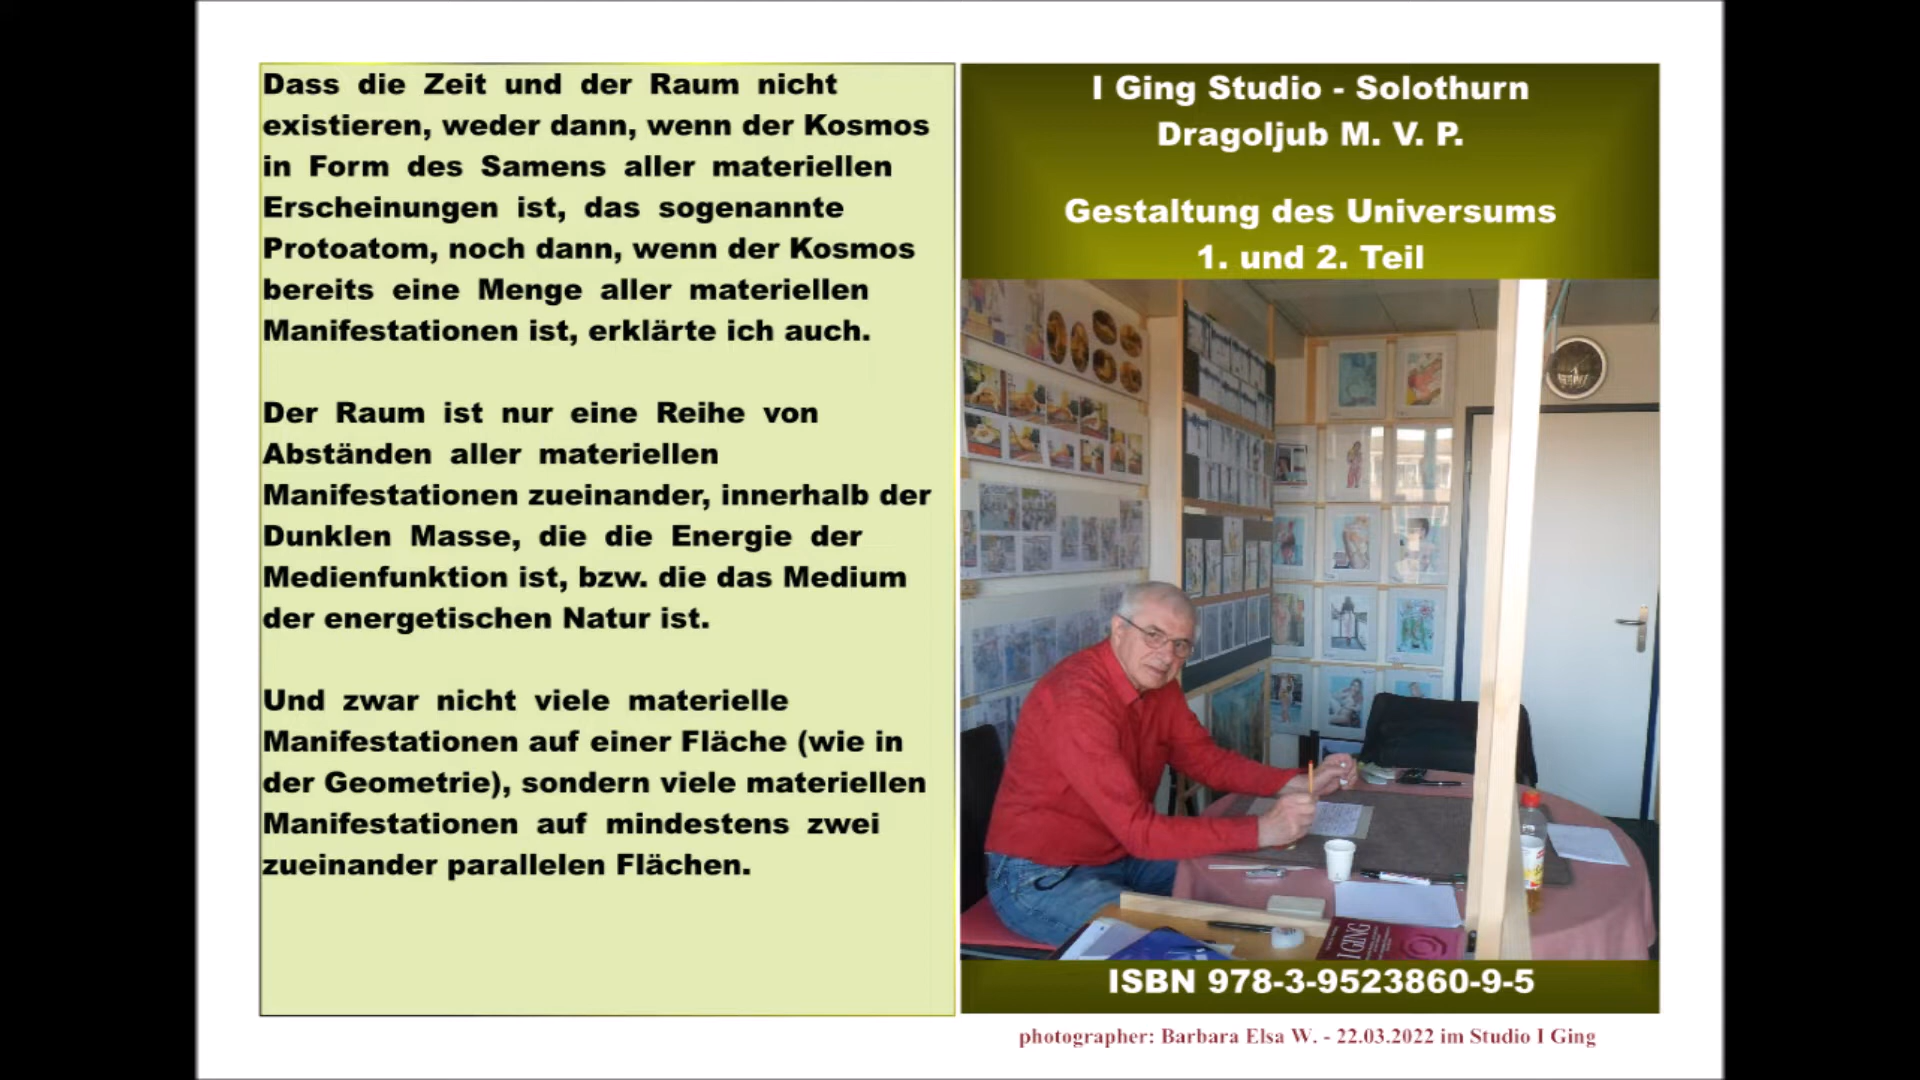 Dass die Zeit und der Raum nicht
existieren, weder dann, wenn der Kosmos
in Form des Samens aller materiellen
Erscheinungen ist, das sogenannte
Protoatom, noch dann, wenn der Kosmos
bereits eine Menge aller materiellen
Manifestationen ist, erklärte ich auch.
Der Raum ist nur eine Reihe von
Abständen aller materiellen
Manifestationen zueinander, innerhalb der
Dunklen Masse, die die Energie der
Medienfunktion ist, bzw. die das Medium
der energetischen Natur ist.
Und zwar nicht viele materielle
Manifestationen auf einer Fläche (wie in
der Geometrie), sondern viele materiellen
Manifestationen auf mindestens zwei
zueinander parallelen Flächen.
I Ging Studio - Solothurn
Dragoljub M. V. P.
Gestaltung des Universums
1. und 2. Teil
I GING
ISBN 978-3-9523860-9-5
photographer: Barbara Elsa W. - 22.03.2022 im Studio I Ging